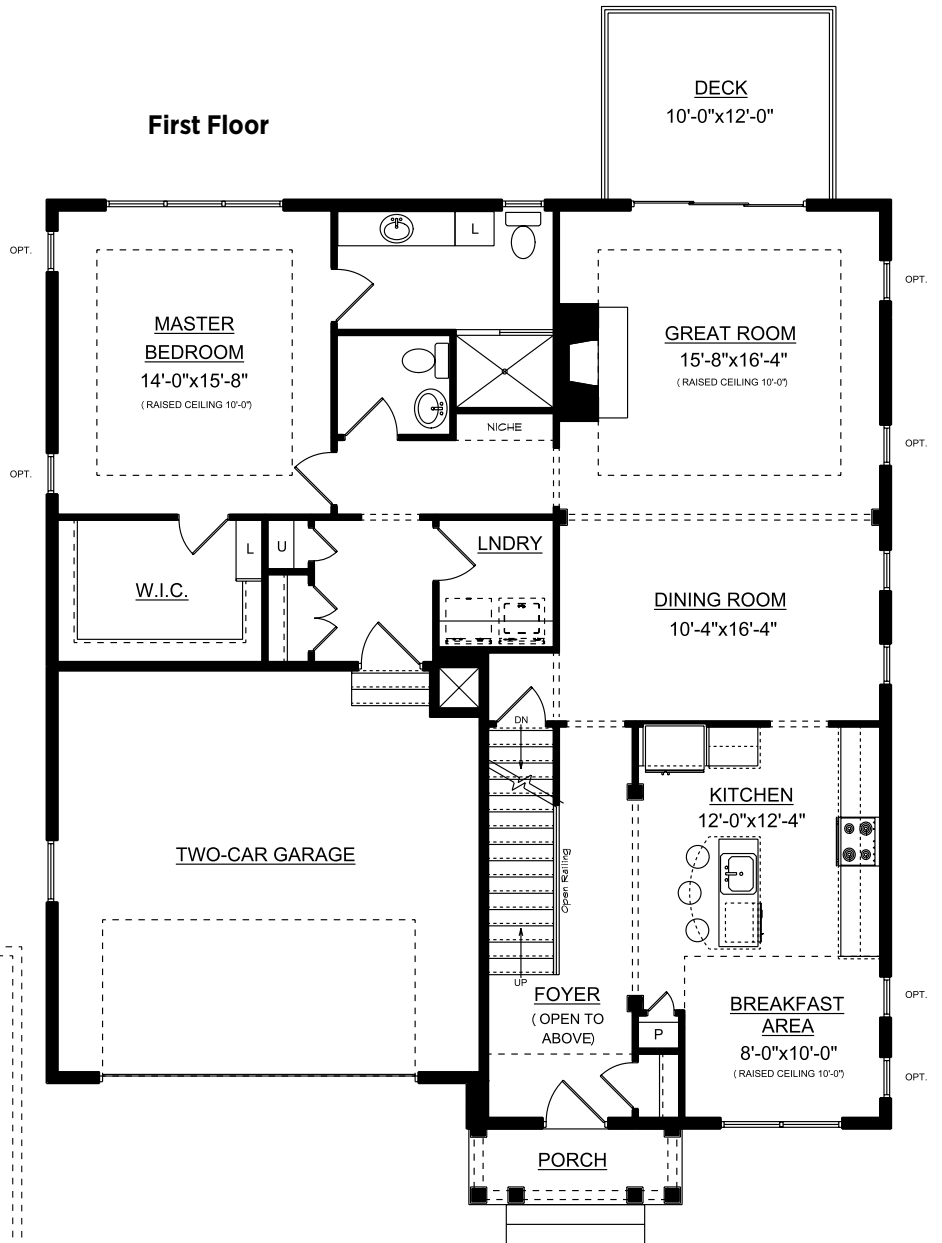 DECK
10'-0"x12'-0"
First Floor
OPT.
L
OPT.
MASTER
BEDROOM
14'-0"x15'-8"
( RAISED CEILING 10'-0")
GREAT ROOM
15'-8"x16'-4"
( RAISED CEILING 10'-0")
NICHE
OPT.
OPT.
W.I.C.
L
U
LNDRY
DINING ROOM
10'-4"x16'-4"
DN
KITCHEN
12'-0"x12'-4"
TWO-CAR GARAGE
Open Railing
UP
FOYER
( OPEN TO
ABOVE)
P
BREAKFAST
AREA
8'-0"x10'-0"
( RAISED CEILING 10'-0")
OPT.
OPT.
PORCH